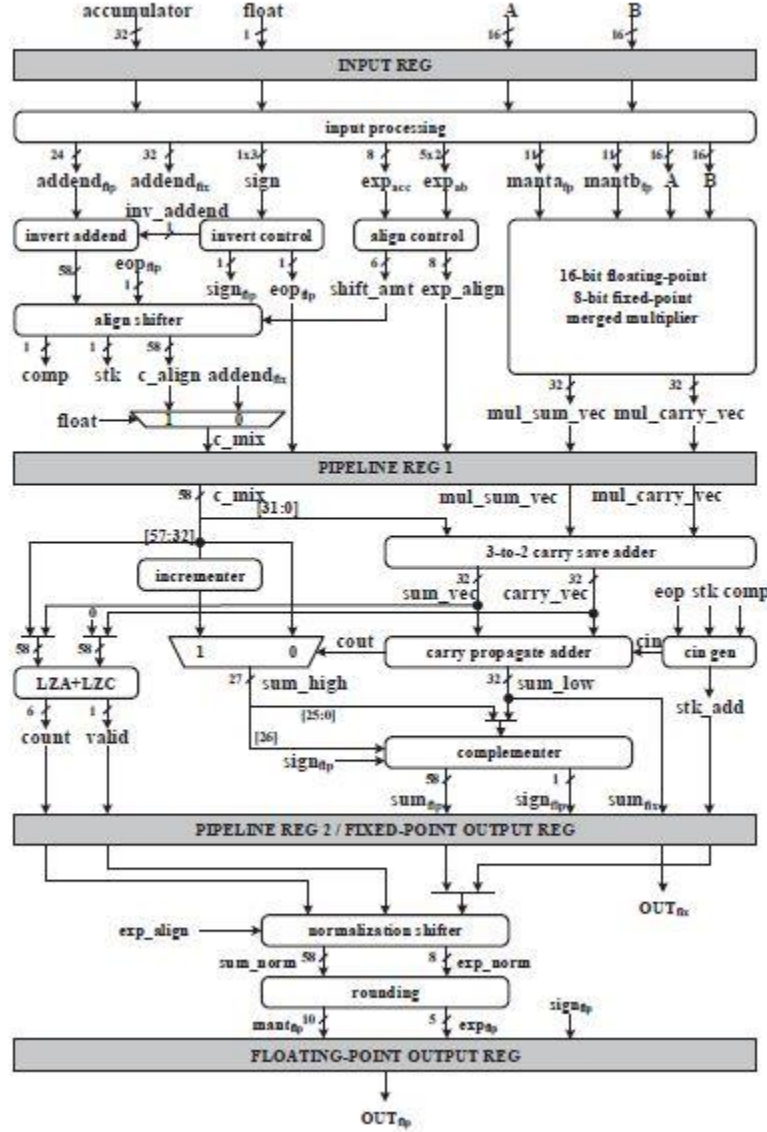 accumulator float A B
32 1 16 16
INPUT REG
input processing
24 32 1x3 8 5x2 11 11 16 16
addend_flp addend_fix sign exp_acc exp_ab manta_flp mantb_flp A B
inv_addend
invert addend 1 invert control align control
58 eop_flp 1 1 6 8
1 sign_flp eop_flp shift_amt exp_align
16-bit floating-point
8-bit fixed-point
merged multiplier
align shifter
1 1 58
comp stk c_align addend_fix
32 32
float 1 0
mul_sum_vec mul_carry_vec
c_mix
PIPELINE REG 1
58 c_mix mul_sum_vec mul_carry_vec
[31:0]
[57:32]
3-to-2 carry save adder
incrementer
32 32
sum_vec carry_vec
eop stk comp
0
58 58
1 0 cout carry propagate adder cin cin gen
LZA+LZC
27 sum_high 32 sum_low
6 1
stk_add
count valid
[25:0]
[26]
complementer
sign_flp
58 1
sum_flp sign_flp sum_fix
PIPELINE REG 2 / FIXED-POINT OUTPUT REG
OUT_fix
exp_align normalization shifter
sum_norm 58 8 exp_norm
rounding
mant_flp 10 5 exp_flp sign_flp
FLOATING-POINT OUTPUT REG
OUT_flp